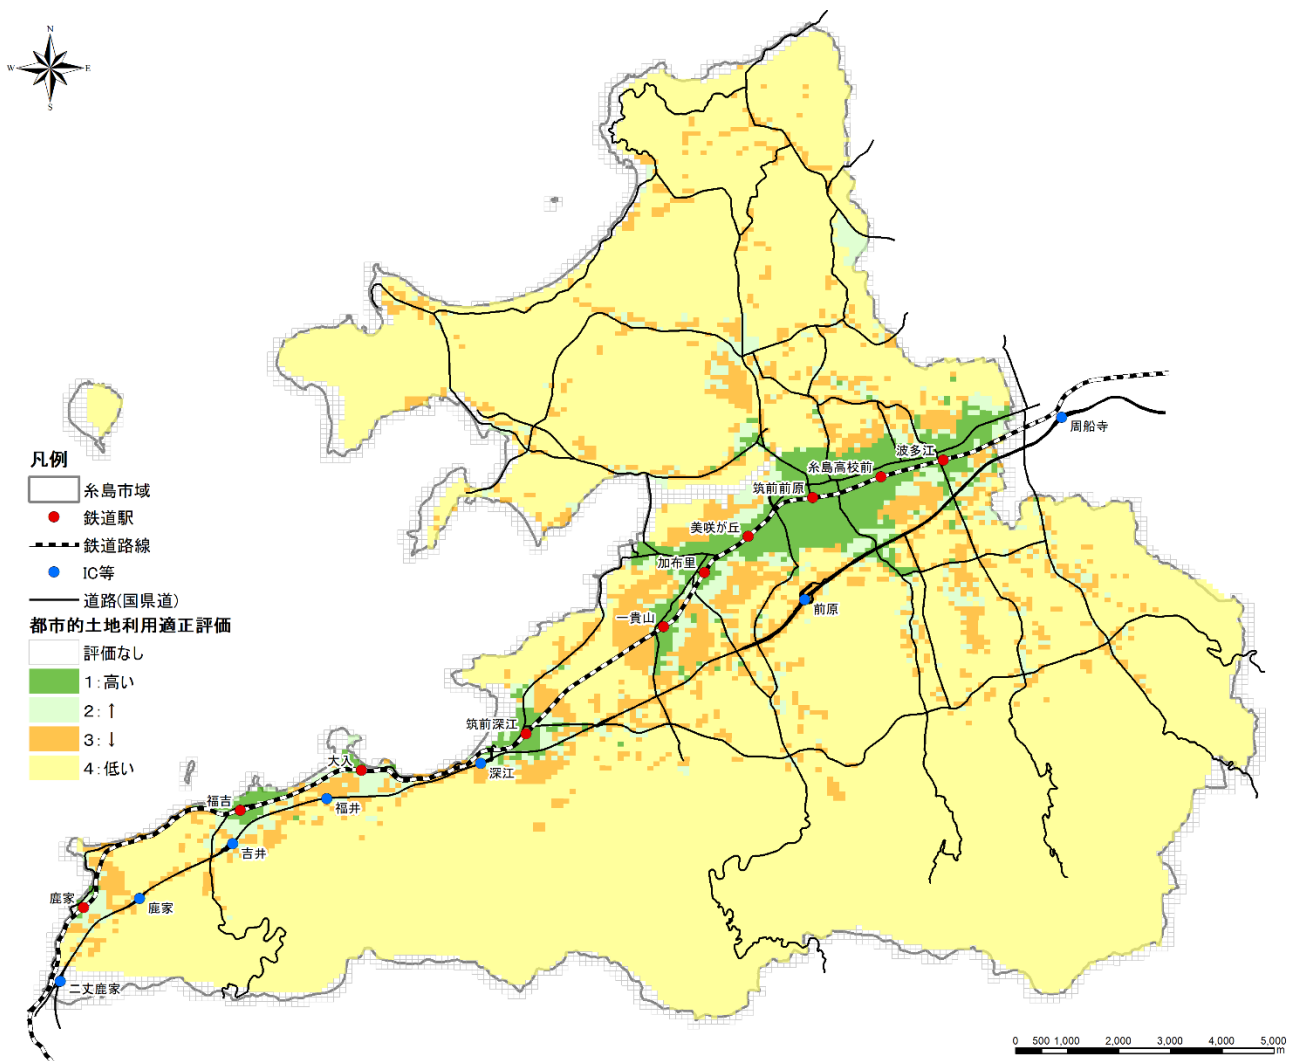 N
W
E
S
周船寺
波多江
糸島高校前
筑前前原
美咲が丘
加布里
前原
一貴山
筑前深江
深江
大入
福井
福吉
吉井
鹿家
鹿家
二丈鹿家
凡例
糸島市域
鉄道駅
鉄道路線
IC等
道路(国県道)
都市的土地利用適正評価
評価なし
1:高い
2:↑
3:↓
4:低い
0 500 1,000 2,000 3,000 4,000 5,000
m